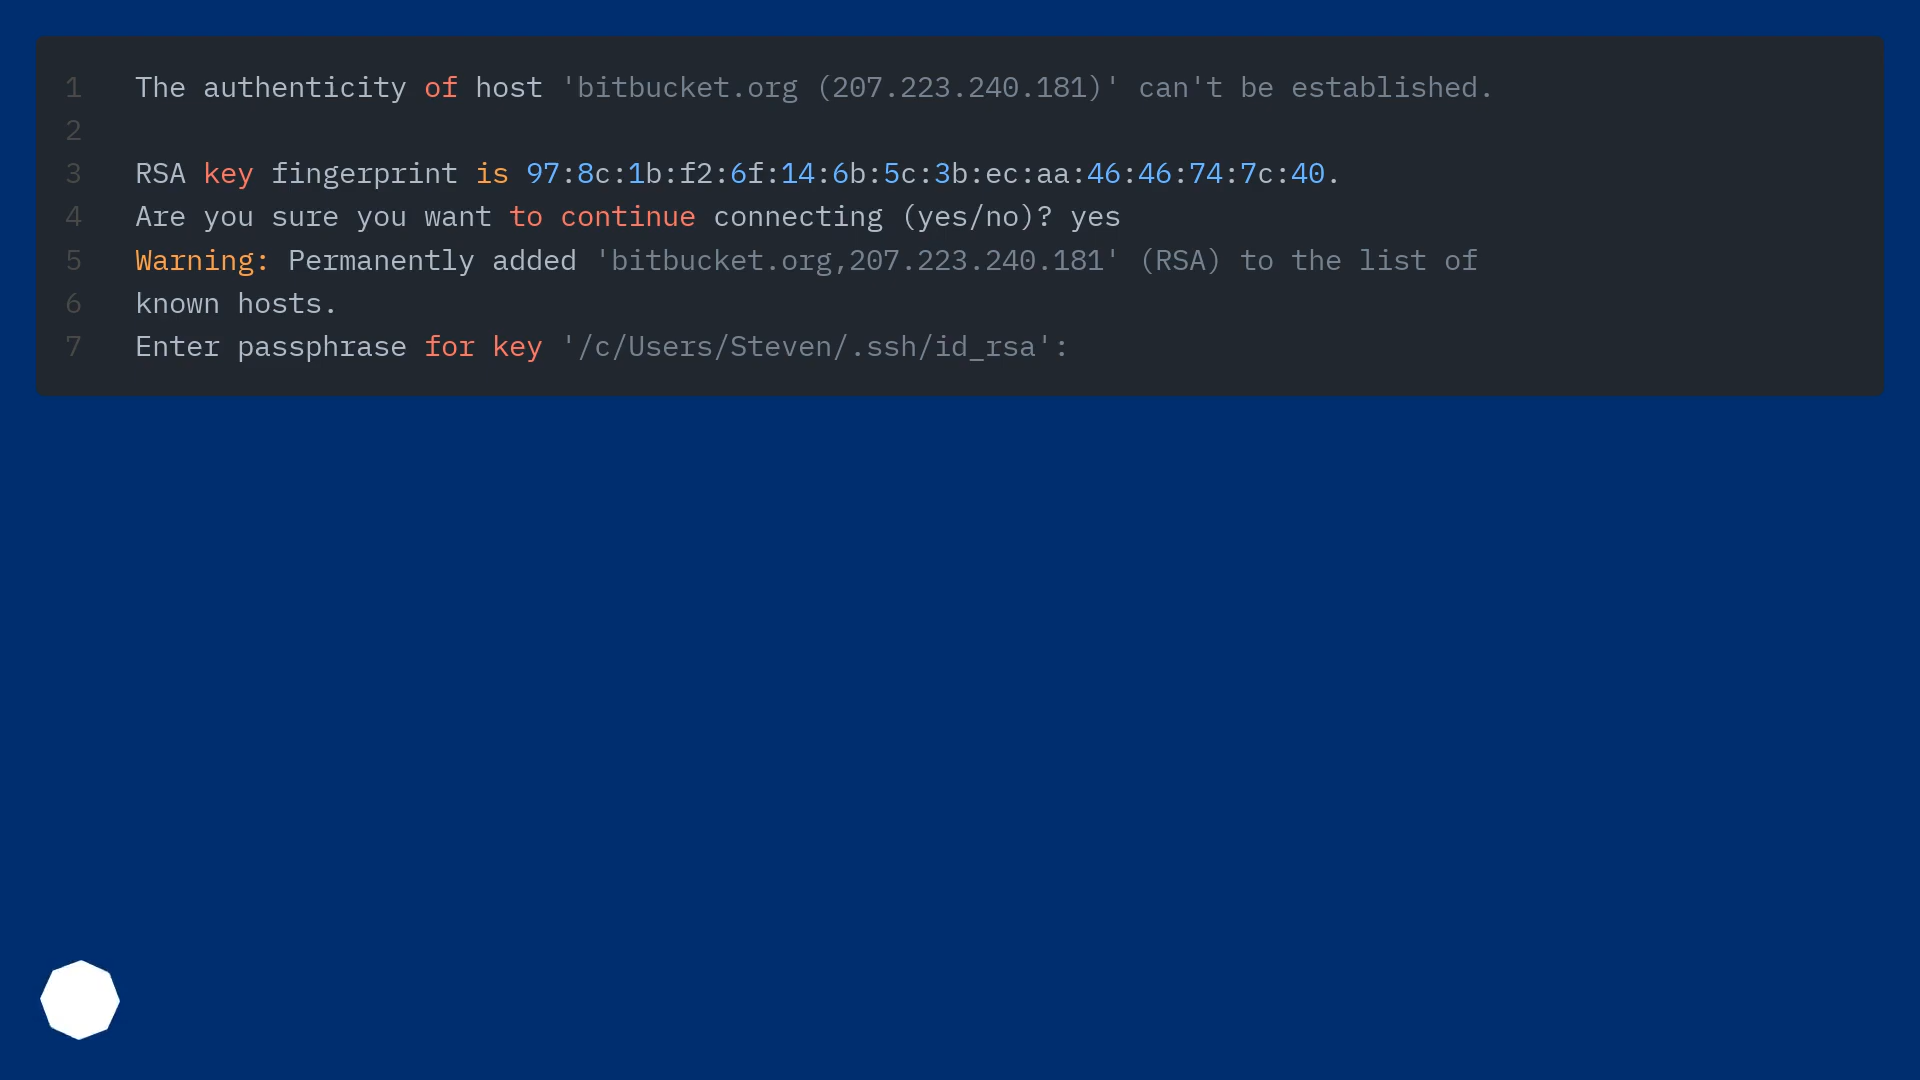 1 The authenticity of host 'bitbucket.org (207.223.240.181)' can't be established.
2
3 RSA key fingerprint is 97:8c:1b:f2:6f:14:6b:5c:3b:ec:aa:46:46:74:7c:40.
4 Are you sure you want to continue connecting (yes/no)? yes
5 Warning: Permanently added 'bitbucket.org,207.223.240.181' (RSA) to the list of
6 known hosts.
7 Enter passphrase for key '/c/Users/Steven/.ssh/id_rsa':